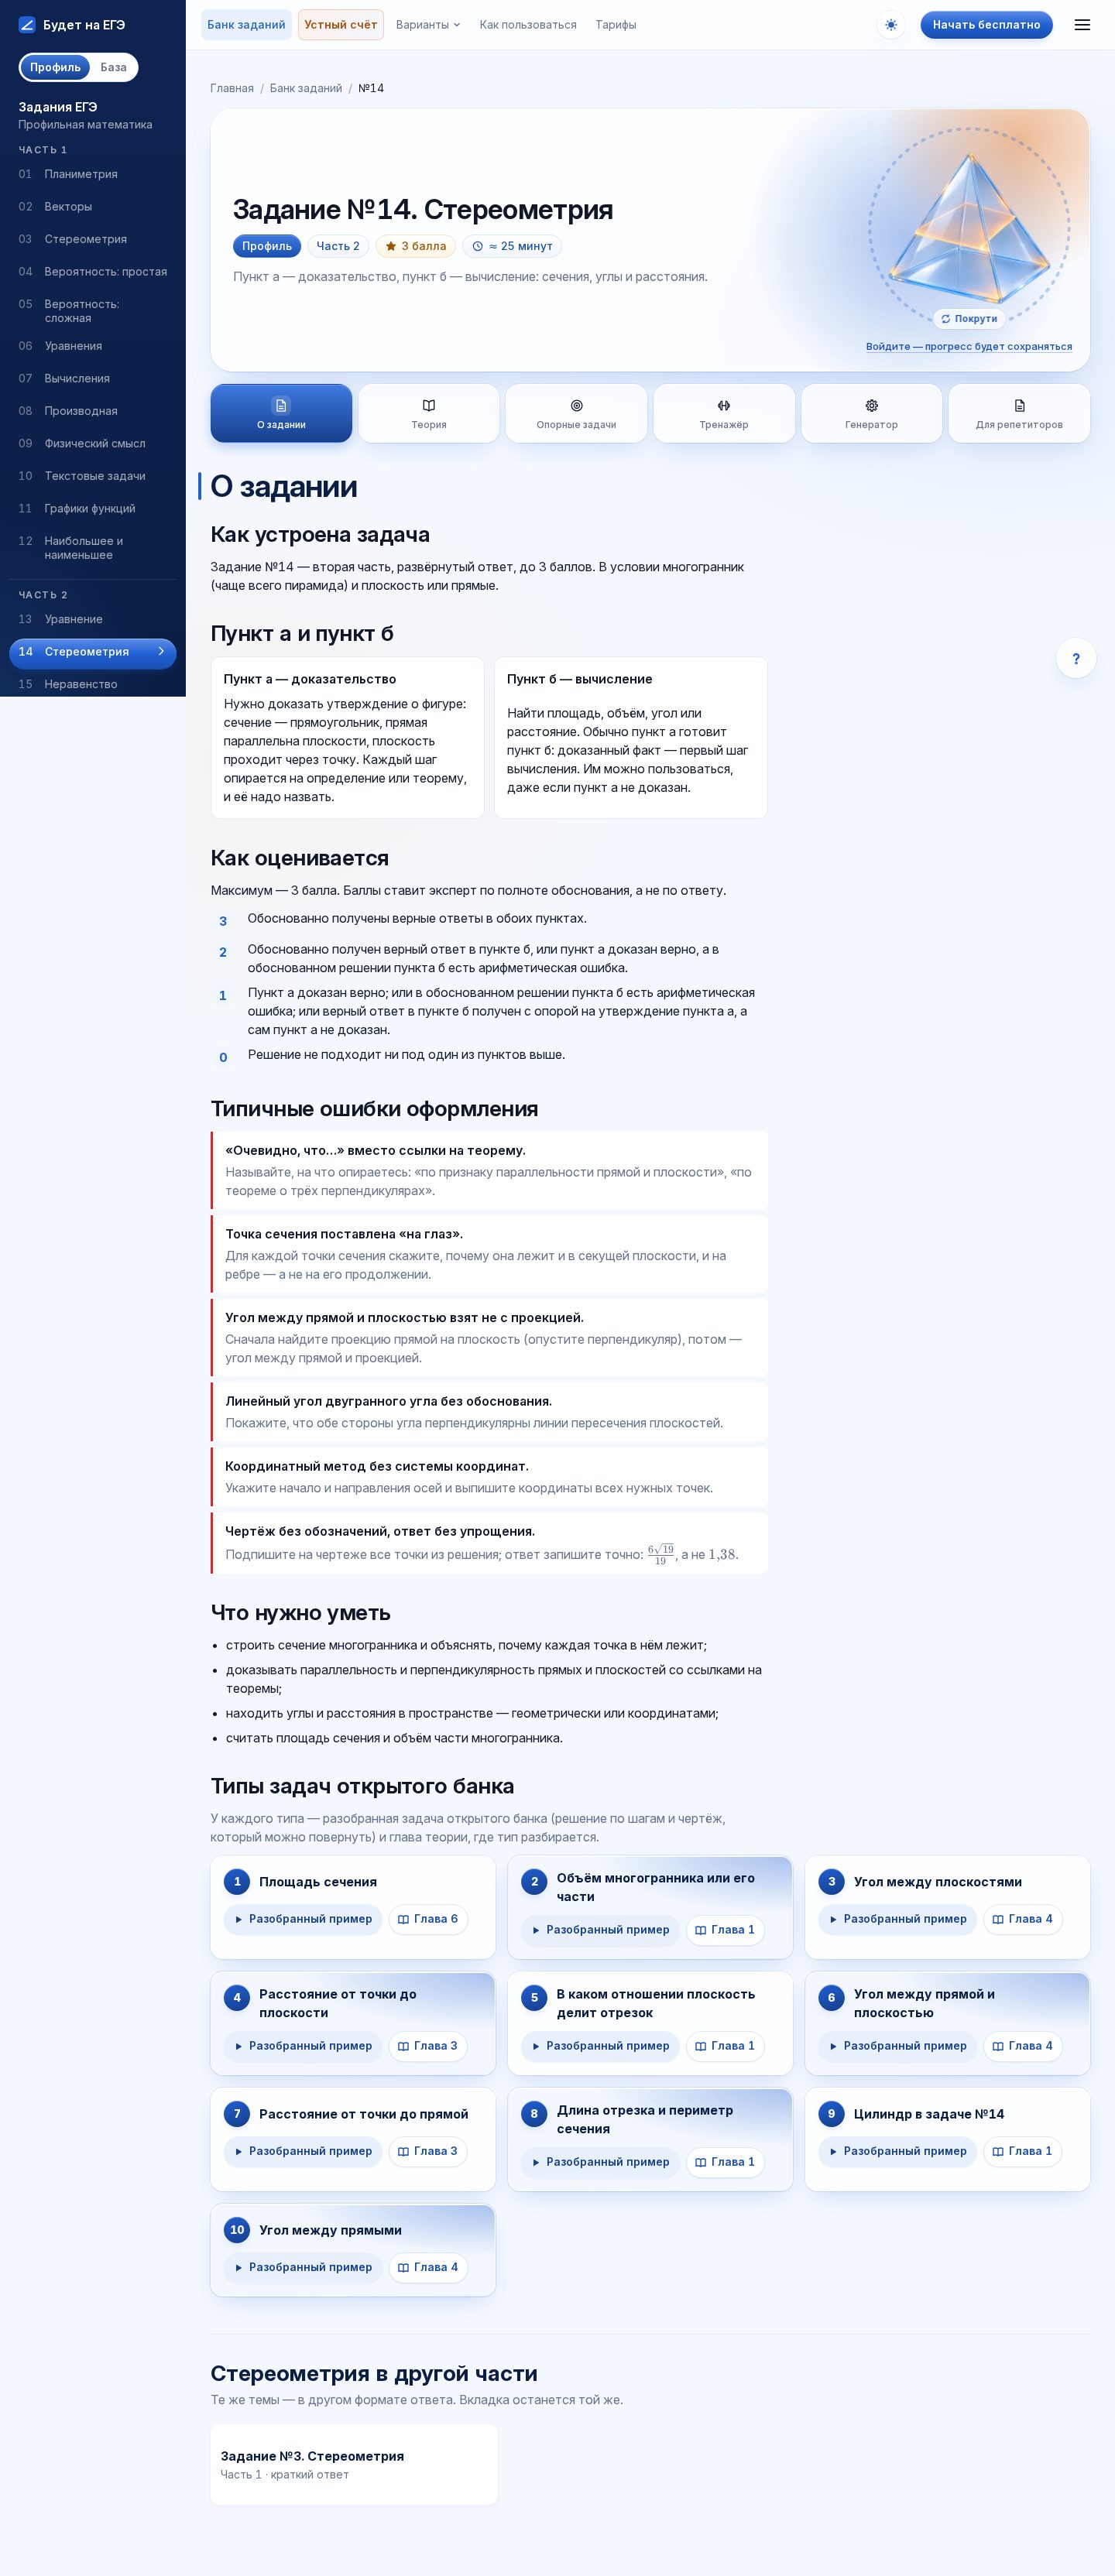 Будет на ЕГЭ
Профиль
База
Задания ЕГЭ
Профильная математика
ЧАСТЬ 1
01 Планиметрия
02 Векторы
03 Стереометрия
04 Вероятность: простая
05 Вероятность:
сложная
06 Уравнения
07 Вычисления
08 Производная
09 Физический смысл
10 Текстовые задачи
11 Графики функций
12 Наибольшее и
наименьшее
ЧАСТЬ 2
13 Уравнение
14 Стереометрия
15 Неравенство
Банк заданий Устный счёт Варианты Как пользоваться Тарифы Начать бесплатно
Главная / Банк заданий / №14
Задание №14. Стереометрия
Профиль Часть 2 3 балла ≈ 25 минут
Пункт а — доказательство, пункт б — вычисление: сечения, углы и расстояния.
Покрути
Войдите — прогресс будет сохраняться
О задании Теория Опорные задачи Тренажёр Генератор Для репетиторов
О задании
Как устроена задача
Задание №14 — вторая часть, развёрнутый ответ, до 3 баллов. В условии многогранник
(чаще всего пирамида) и плоскость или прямые.
?
Пункт а и пункт б
Пункт а — доказательство
Нужно доказать утверждение о фигуре:
сечение — прямоугольник, прямая
параллельна плоскости, плоскость
проходит через точку. Каждый шаг
опирается на определение или теорему,
и её надо назвать.
Пункт б — вычисление
Найти площадь, объём, угол или
расстояние. Обычно пункт а готовит
пункт б: доказанный факт — первый шаг
вычисления. Им можно пользоваться,
даже если пункт а не доказан.
Как оценивается
Максимум — 3 балла. Баллы ставит эксперт по полноте обоснования, а не по ответу.
3 Обоснованно получены верные ответы в обоих пунктах.
2 Обоснованно получен верный ответ в пункте б, или пункт а доказан верно, а в
обоснованном решении пункта б есть арифметическая ошибка.
1 Пункт а доказан верно; или в обоснованном решении пункта б есть арифметическая
ошибка; или верный ответ в пункте б получен с опорой на утверждение пункта а, а
сам пункт а не доказан.
0 Решение не подходит ни под один из пунктов выше.
Типичные ошибки оформления
«Очевидно, что…» вместо ссылки на теорему.
Называйте, на что опираетесь: «по признаку параллельности прямой и плоскости», «по
теореме о трёх перпендикулярах».
Точка сечения поставлена «на глаз».
Для каждой точки сечения скажите, почему она лежит и в секущей плоскости, и на
ребре — а не на его продолжении.
Угол между прямой и плоскостью взят не с проекцией.
Сначала найдите проекцию прямой на плоскость (опустите перпендикуляр), потом —
угол между прямой и проекцией.
Линейный угол двугранного угла без обоснования.
Покажите, что обе стороны угла перпендикулярны линии пересечения плоскостей.
Координатный метод без системы координат.
Укажите начало и направления осей и выпишите координаты всех нужных точек.
Чертёж без обозначений, ответ без упрощения.
Подпишите на чертеже все точки из решения; ответ запишите точно: 6√19/19, а не 1,38.
Что нужно уметь
• строить сечение многогранника и объяснять, почему каждая точка в нём лежит;
• доказывать параллельность и перпендикулярность прямых и плоскостей со ссылками на
теоремы;
• находить углы и расстояния в пространстве — геометрически или координатами;
• считать площадь сечения и объём части многогранника.
Типы задач открытого банка
У каждого типа — разобранная задача открытого банка (решение по шагам и чертёж,
который можно повернуть) и глава теории, где тип разбирается.
1 Площадь сечения
Разобранный пример Глава 6
2 Объём многогранника или его
части
Разобранный пример Глава 1
3 Угол между плоскостями
Разобранный пример Глава 4
4 Расстояние от точки до
плоскости
Разобранный пример Глава 3
5 В каком отношении плоскость
делит отрезок
Разобранный пример Глава 1
6 Угол между прямой и
плоскостью
Разобранный пример Глава 4
7 Расстояние от точки до прямой
Разобранный пример Глава 3
8 Длина отрезка и периметр
сечения
Разобранный пример Глава 1
9 Цилиндр в задаче №14
Разобранный пример Глава 1
10 Угол между прямыми
Разобранный пример Глава 4
Стереометрия в другой части
Те же темы — в другом формате ответа. Вкладка останется той же.
Задание №3. Стереометрия
Часть 1 · краткий ответ